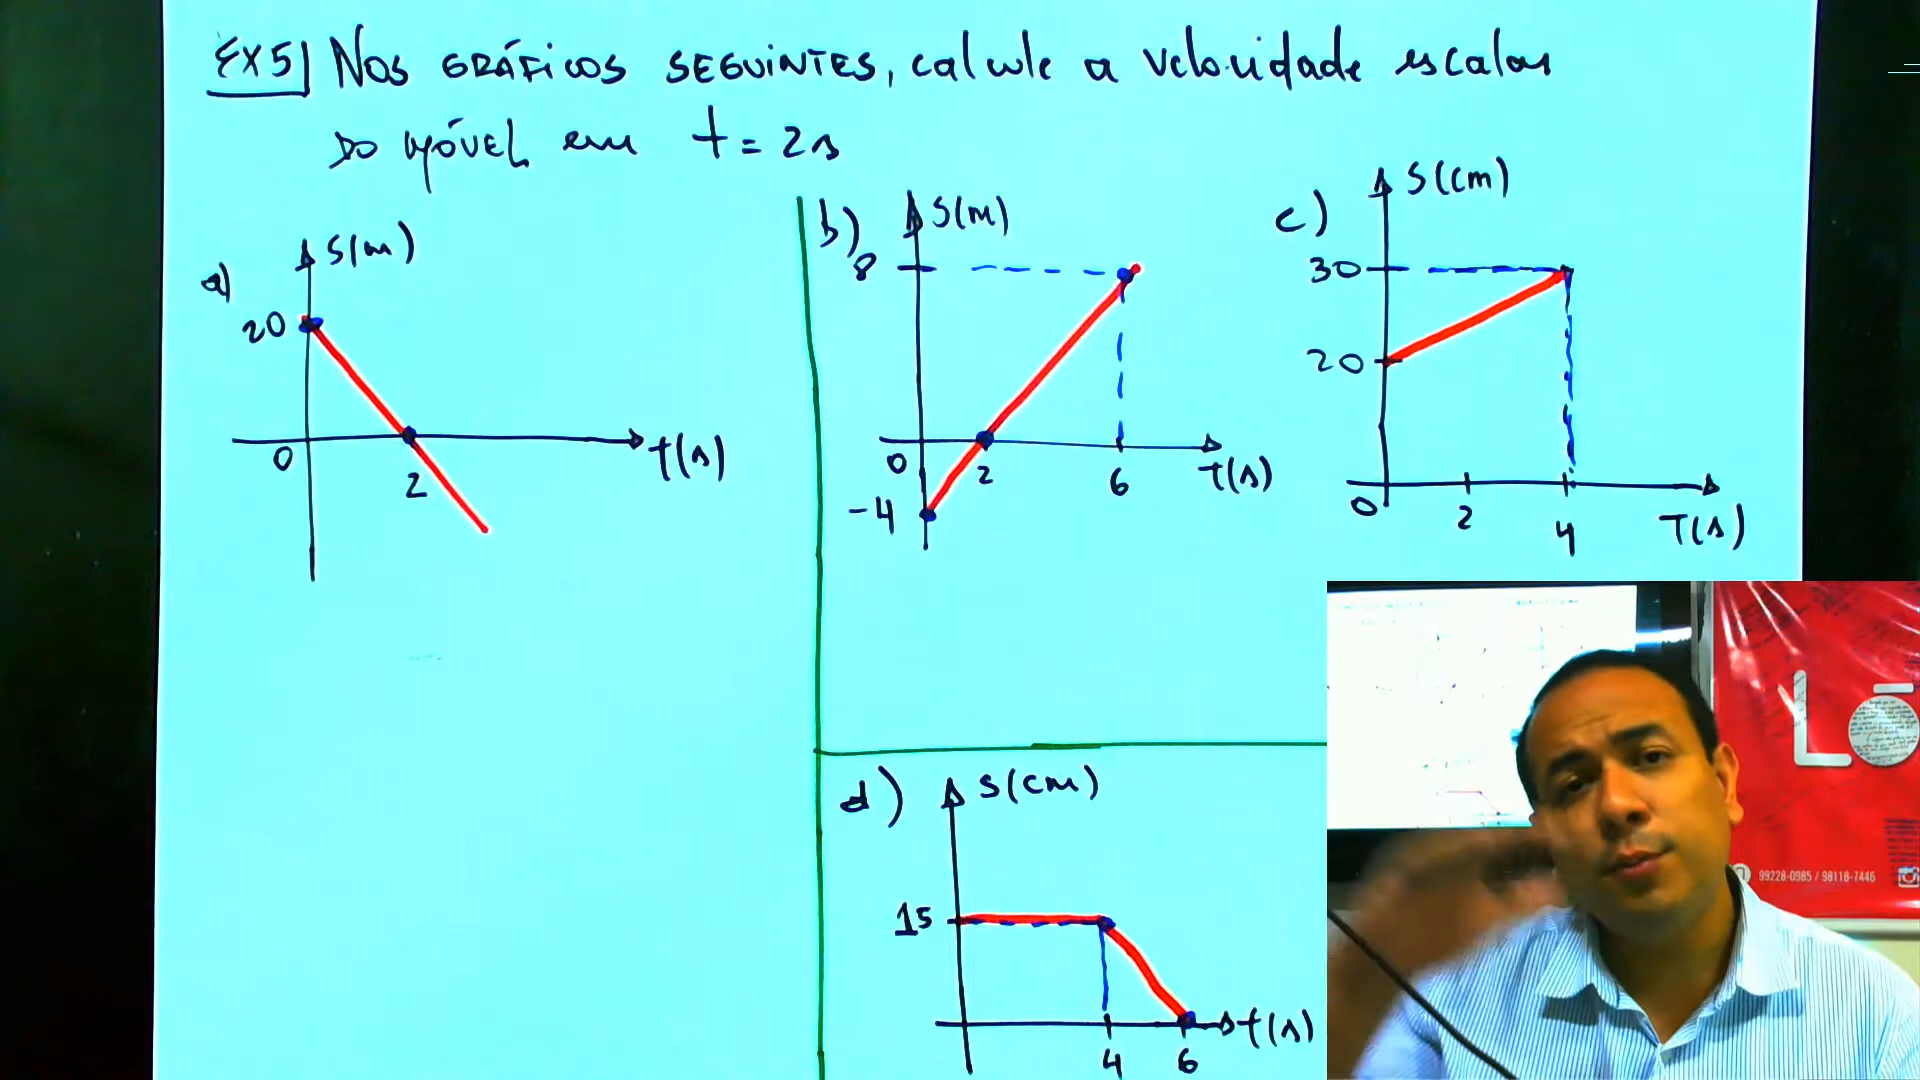 EX5 NOS GRÁFICOS SEGUINTES, calcule a velocidade escalar
DO MÓVEL em t = 2s
a)
S(m)
20
0
2
t(s)
b)
S(m)
8
0
2
6
T(s)
-4
c)
S(cm)
30
20
0
2
4
T(s)
d)
S(cm)
15
4
6
t(s)
LŌ
99228-0985 / 98118-7446